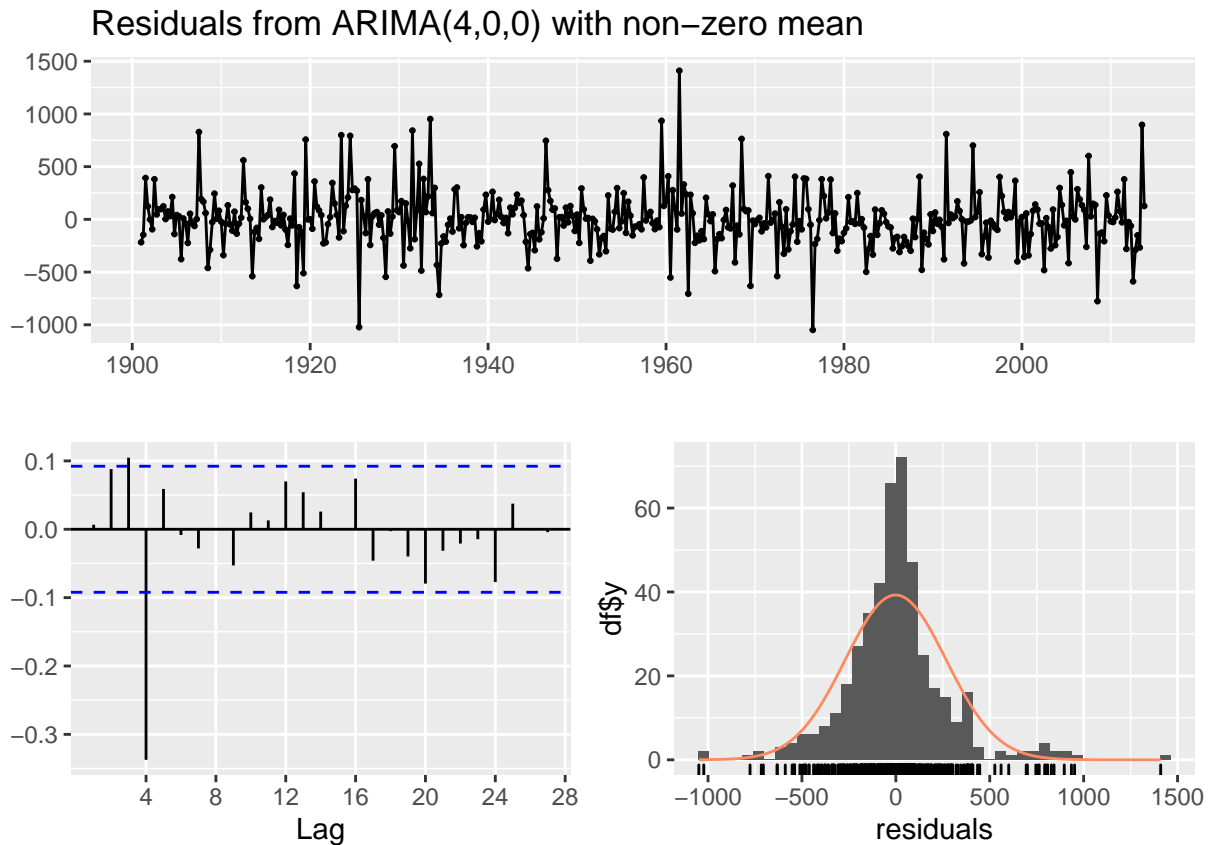 Residuals from ARIMA(4,0,0) with non−zero mean
1500
1000
500
0
−500
−1000
1900 1920 1940 1960 1980 2000
0.1
0.0
−0.1
−0.2
−0.3
4 8 12 16 20 24 28
Lag
df$y
60
40
20
0
−1000 −500 0 500 1000 1500
residuals